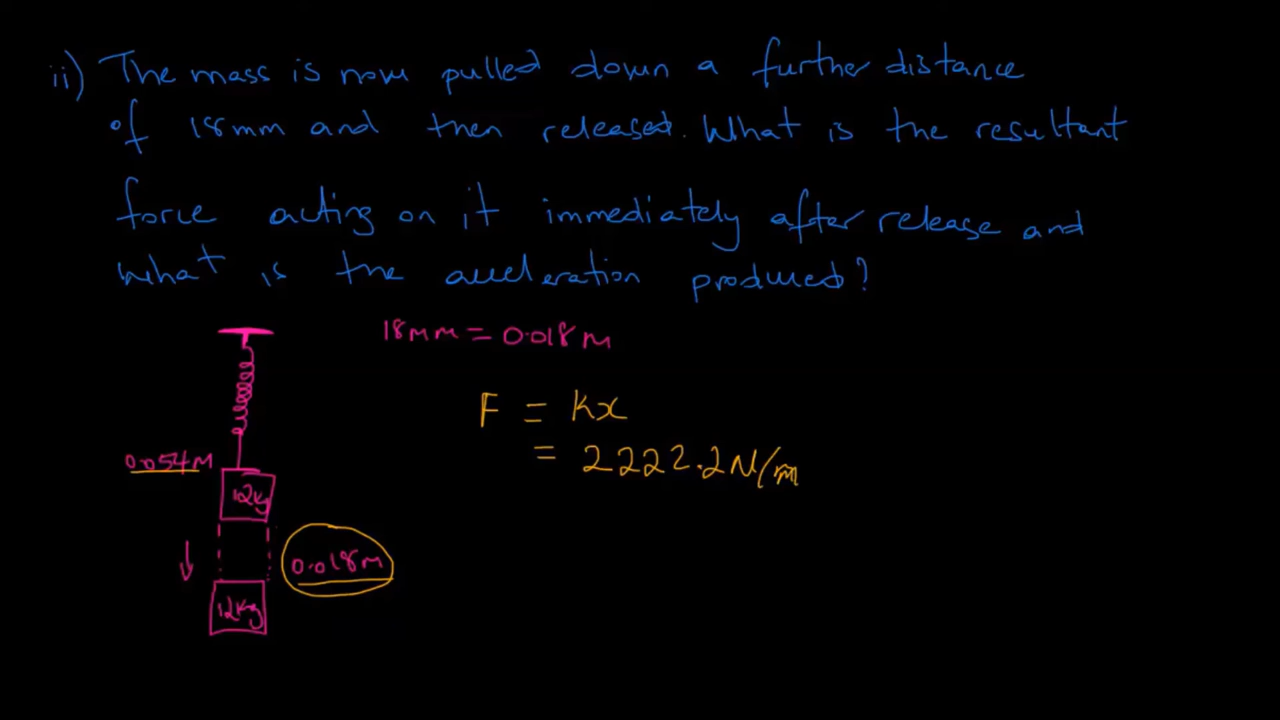 ii) The mass is now pulled down a further distance
of 18mm and then released. What is the resultant
force acting on it immediately after release and
what is the acceleration produced?
18mm = 0.018m
F = kx
= 2222.2N/m
0.054m
12kg
0.018m
12kg